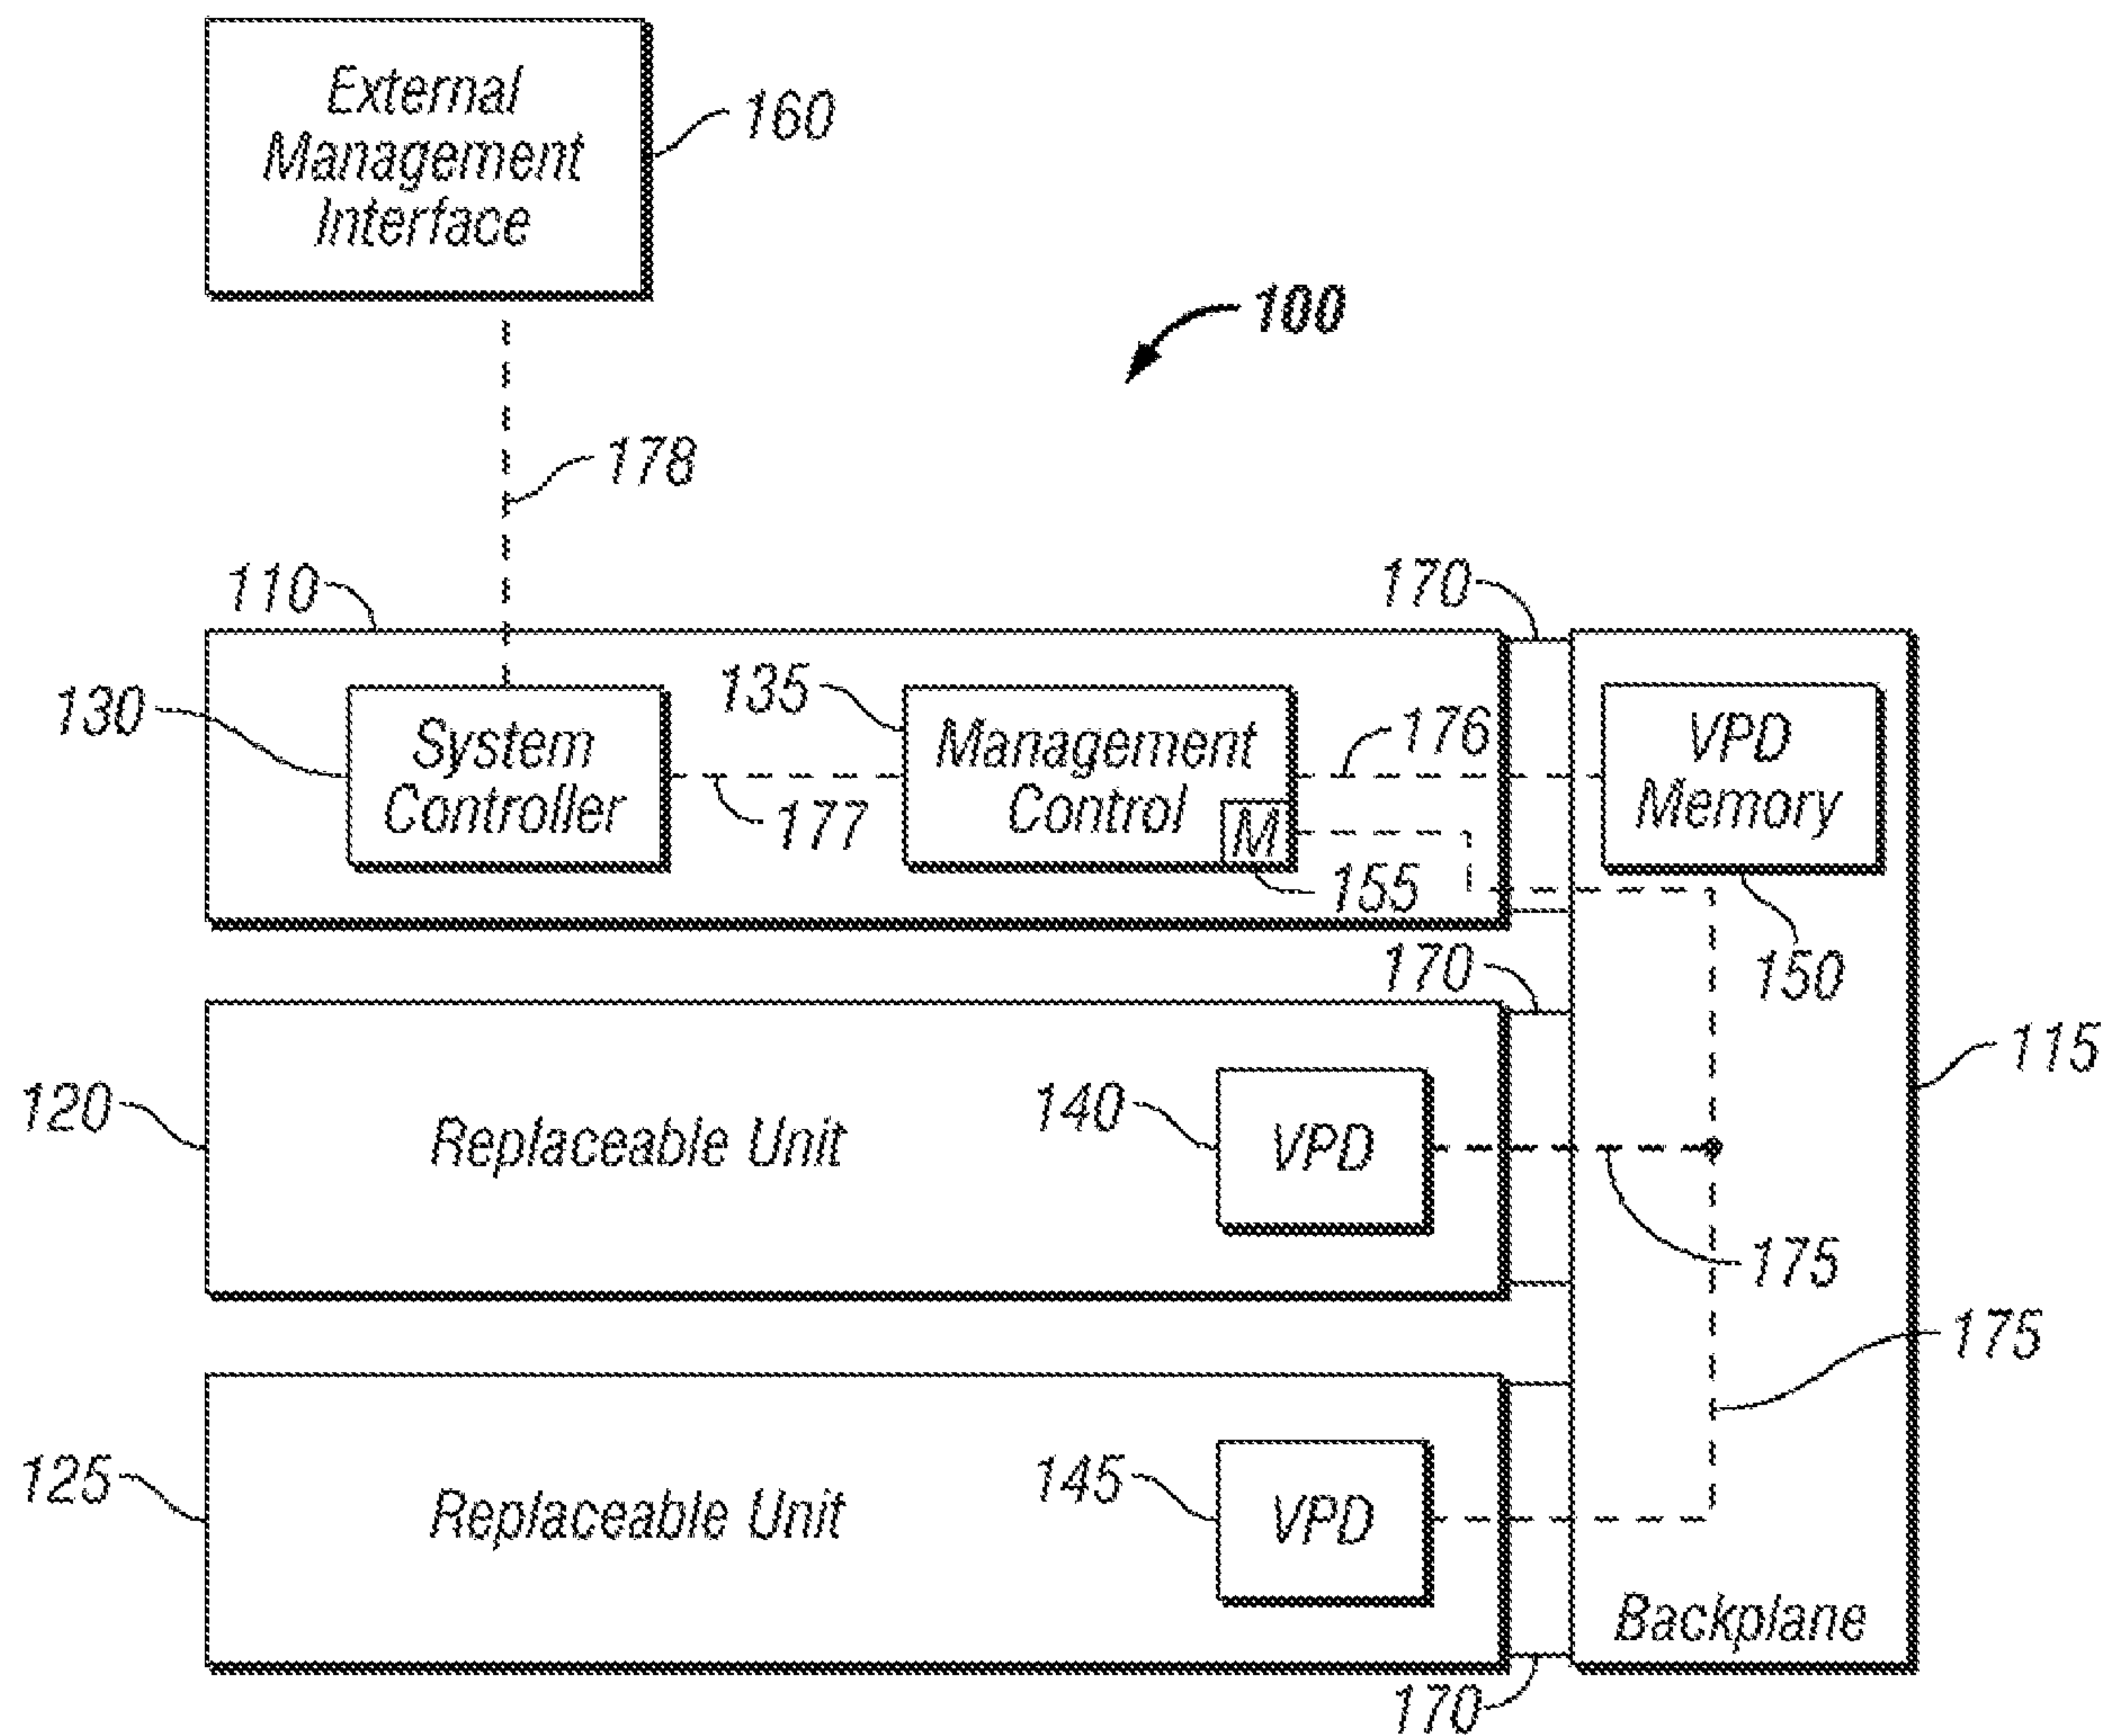 External
Management
Interface
160
100
178
110
170
130
System
Controller
177
135
Management
Control
M
155
176
VPD
Memory
150
170
115
120
Replaceable Unit
140
VPD
175
175
125
Replaceable Unit
145
VPD
Backplane
170